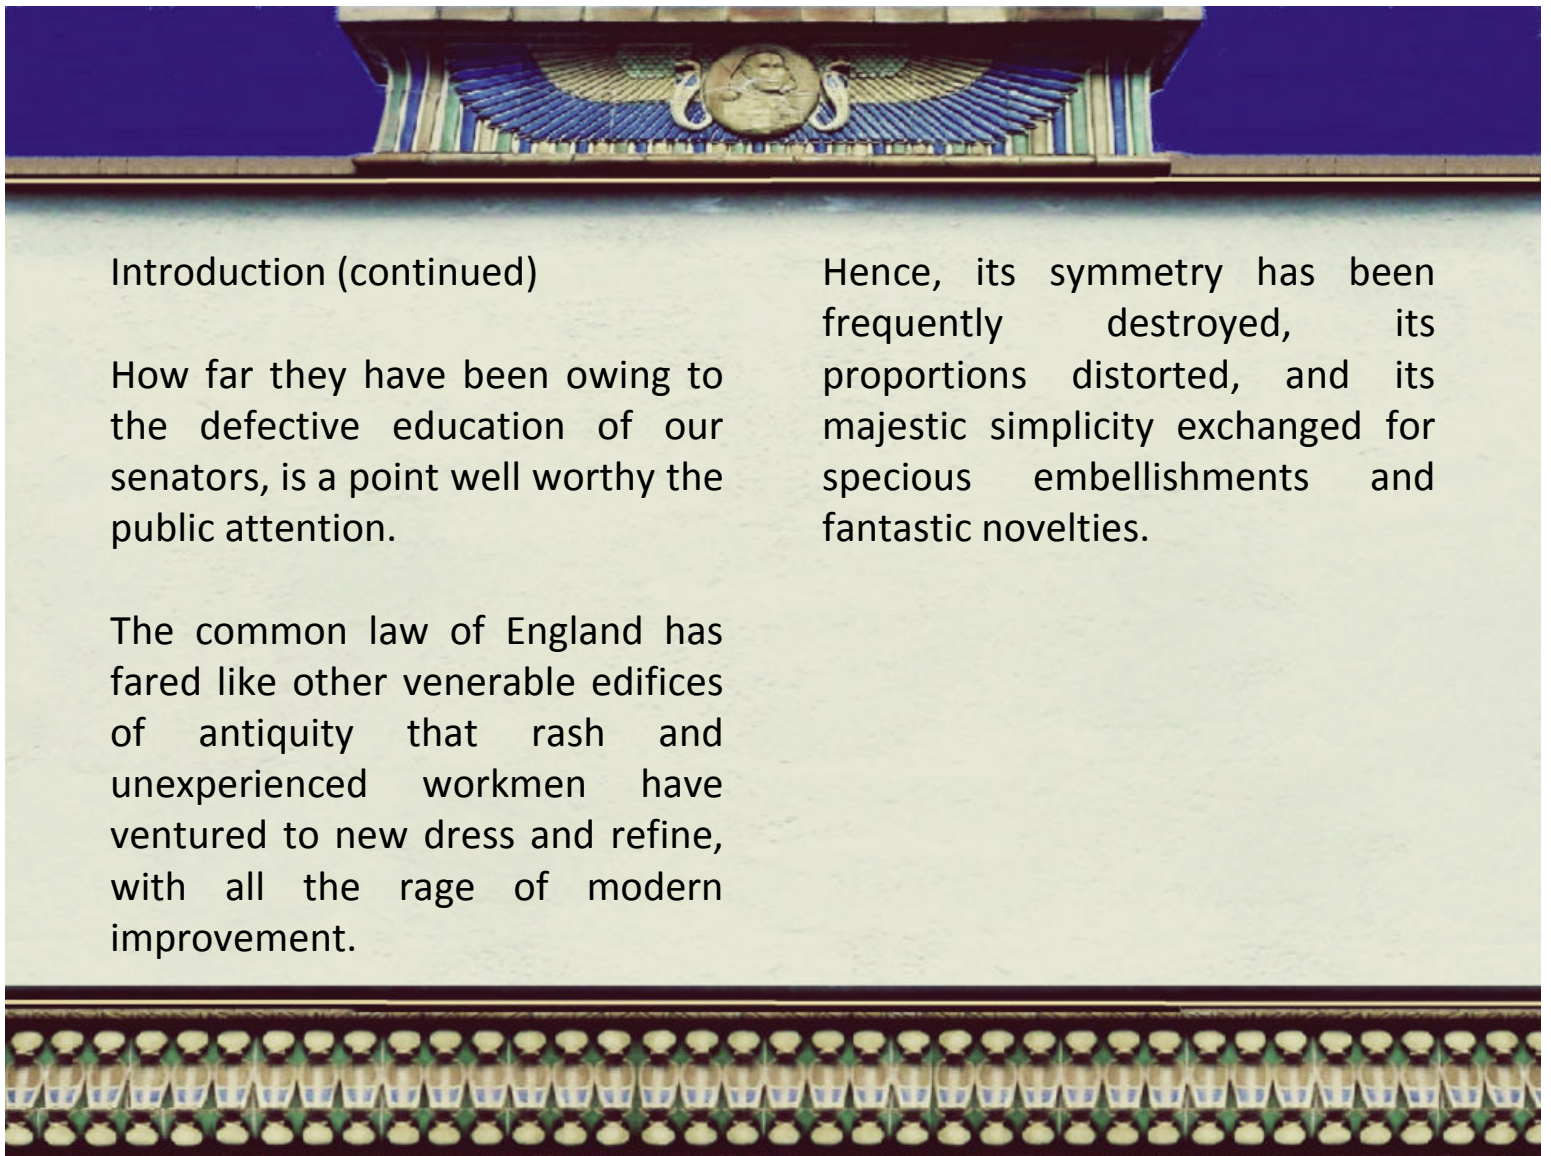 Introduction (continued)
How far they have been owing to
the defective education of our
senators, is a point well worthy the
public attention.
The common law of England has
fared like other venerable edifices
of antiquity that rash and
unexperienced workmen have
ventured to new dress and refine,
with all the rage of modern
improvement.
Hence, its symmetry has been
frequently destroyed, its
proportions distorted, and its
majestic simplicity exchanged for
specious embellishments and
fantastic novelties.